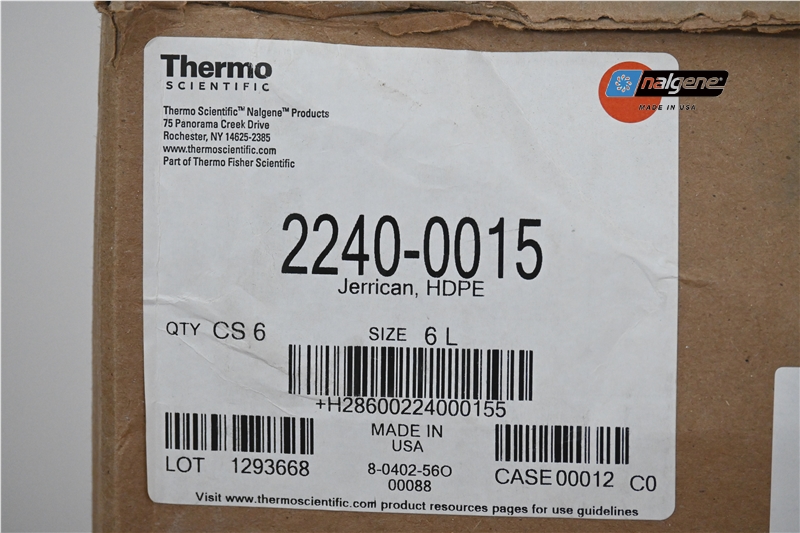 Thermo
SCIENTIFIC
nalgene®
MADE IN USA
Thermo Scientific™ Nalgene™ Products
75 Panorama Creek Drive
Rochester, NY 14625-2385
www.thermoscientific.com
Part of Thermo Fisher Scientific
2240-0015
Jerrican, HDPE
QTY CS 6 SIZE 6 L
+H28600224000155
MADE IN
USA
LOT 1293668
8-0402-56O
00088
CASE 00012 C0
Visit www.thermoscientific.com product resources pages for use guidelines